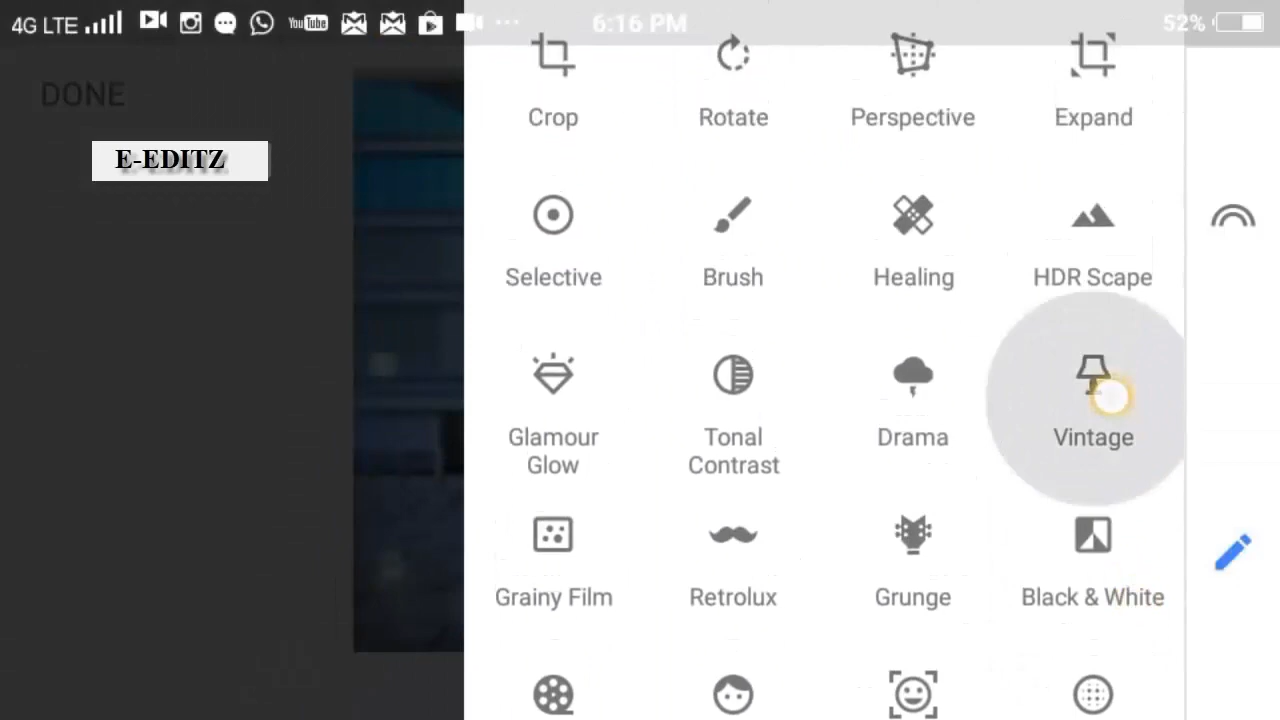 4G LTE YouTube 6:16 PM 52%
DONE
E-EDITZ
Crop Rotate Perspective Expand
Selective Brush Healing HDR Scape
Glamour Glow Tonal Contrast Drama Vintage
Grainy Film Retrolux Grunge Black & White